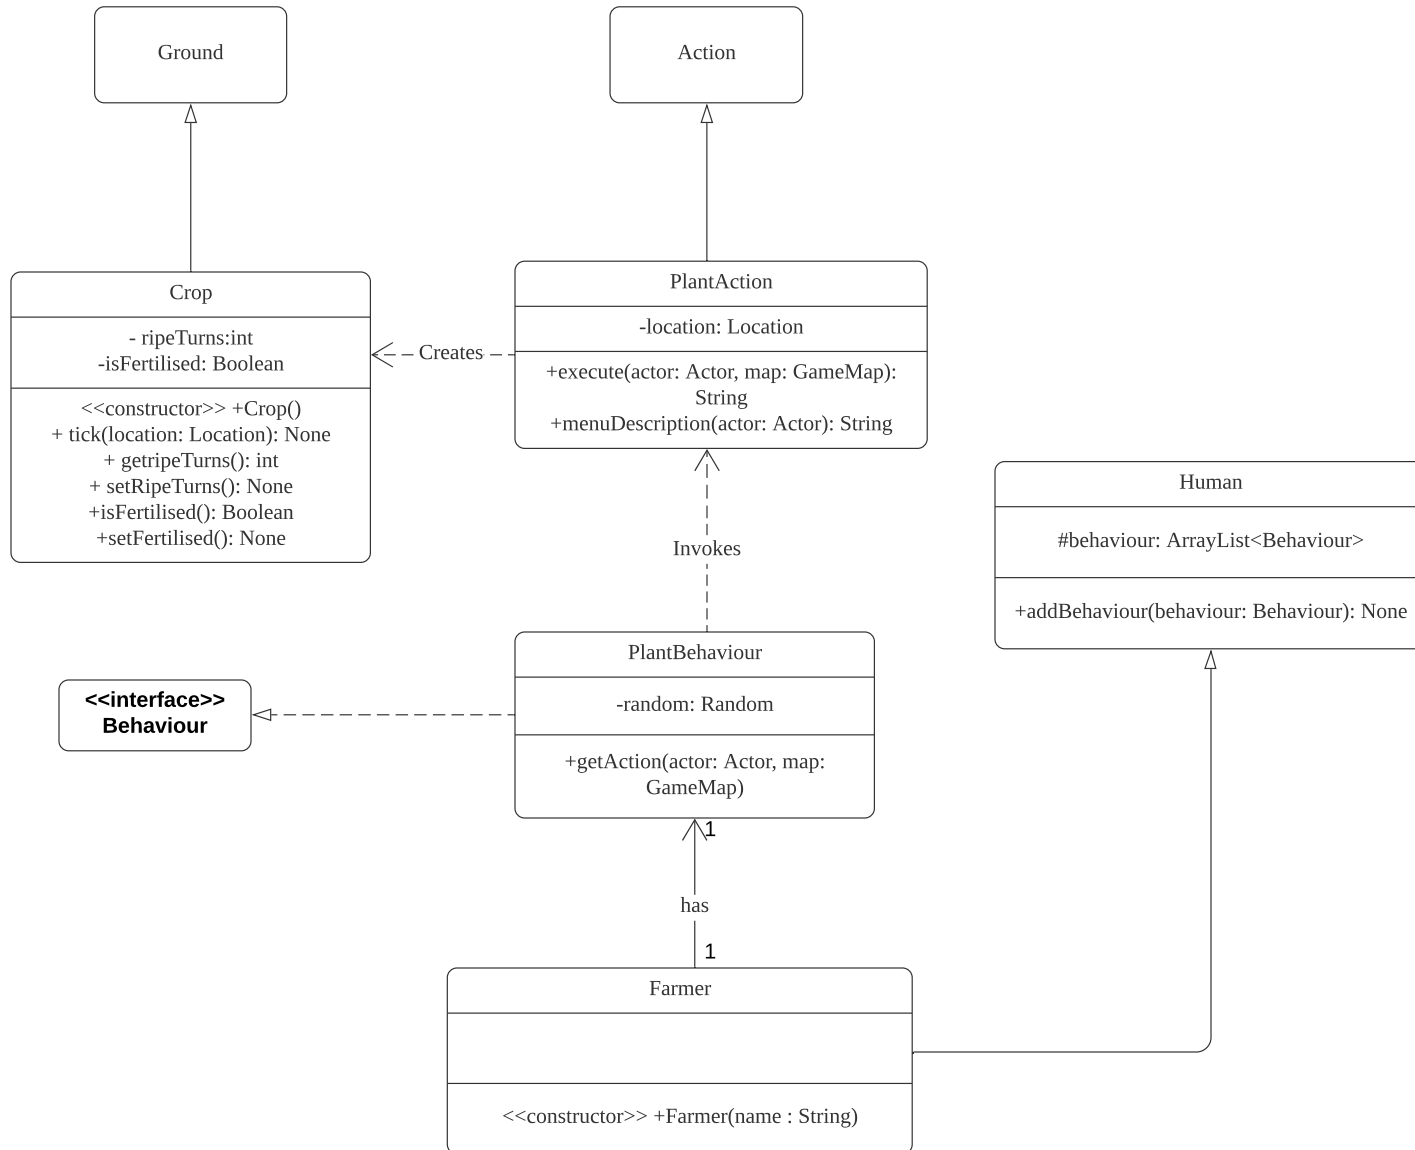 Ground
Action
Crop
- ripeTurns:int
-isFertilised: Boolean
<<constructor>> +Crop()
+ tick(location: Location): None
+ getripeTurns(): int
+ setRipeTurns(): None
+isFertilised(): Boolean
+setFertilised(): None
Creates
PlantAction
-location: Location
+execute(actor: Actor, map: GameMap):
String
+menuDescription(actor: Actor): String
Human
#behaviour: ArrayList<Behaviour>
+addBehaviour(behaviour: Behaviour): None
Invokes
<<interface>>
Behaviour
PlantBehaviour
-random: Random
+getAction(actor: Actor, map:
GameMap)
1
has
1
Farmer
<<constructor>> +Farmer(name : String)